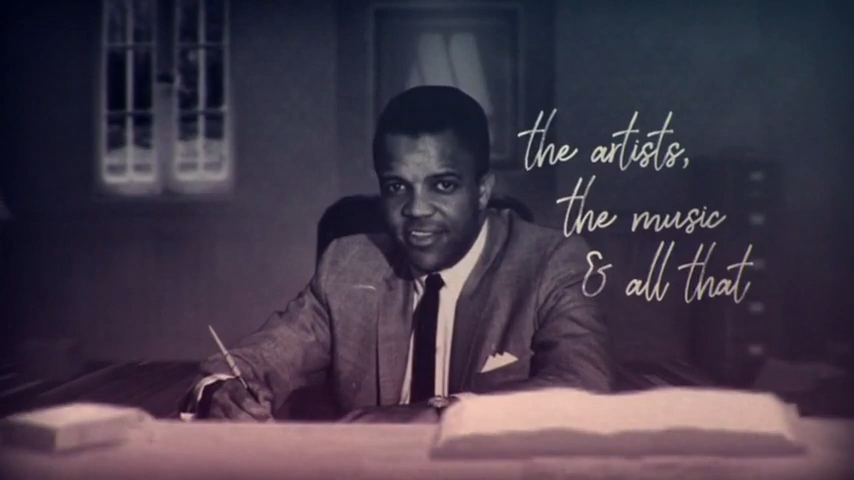 the artists,
the music
& all that